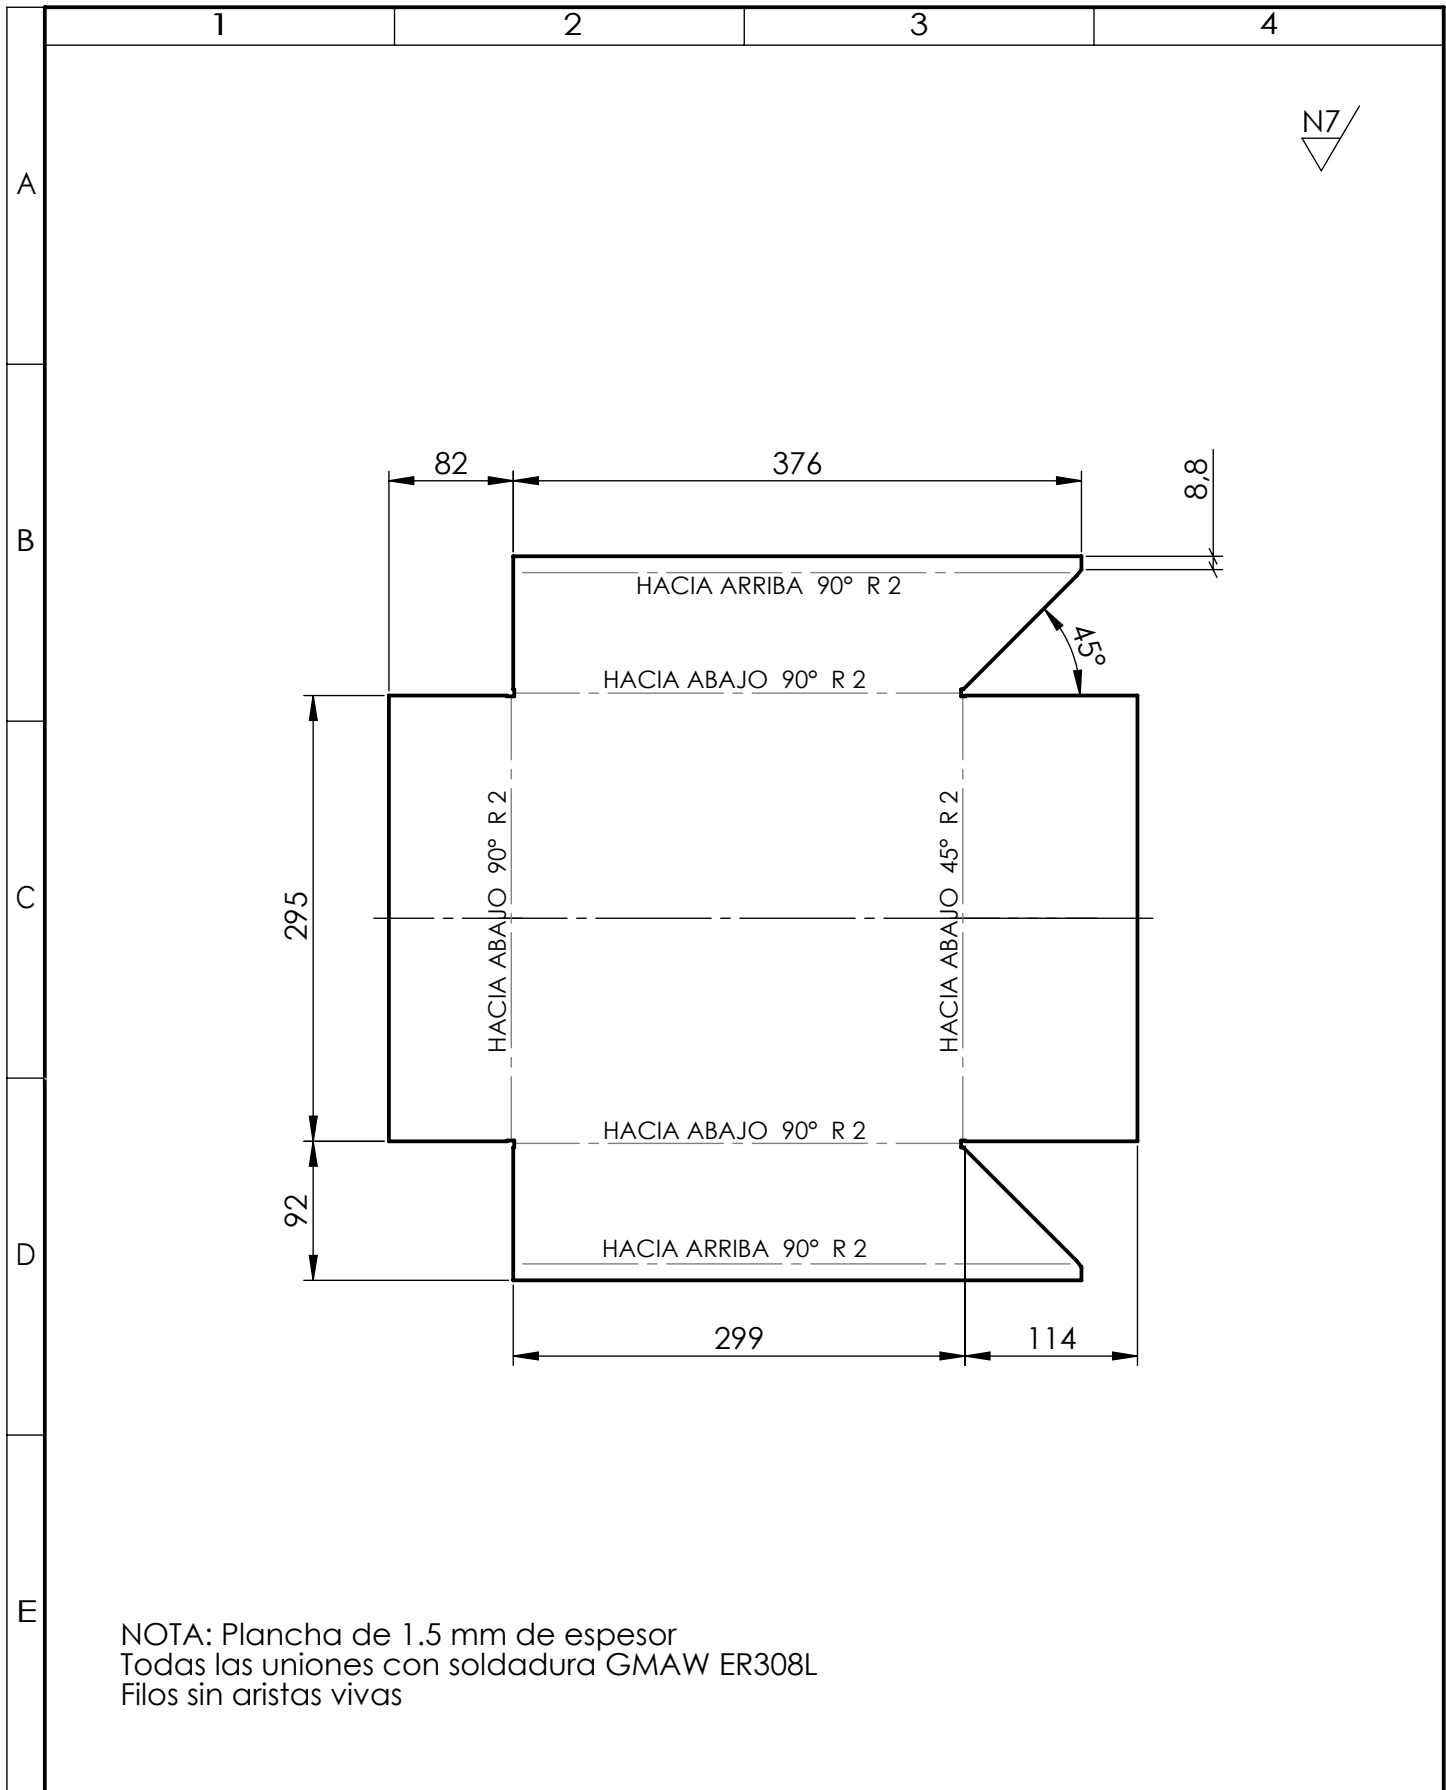 1 2 3 4
N7
A
82 376 8,8
B
HACIA ARRIBA 90° R 2
45°
HACIA ABAJO 90° R 2
HACIA ABAJO 90° R 2
HACIA ABAJO 45° R 2
C
295
HACIA ABAJO 90° R 2
92
D
HACIA ARRIBA 90° R 2
299 114
E
NOTA: Plancha de 1.5 mm de espesor
Todas las uniones con soldadura GMAW ER308L
Filos sin aristas vivas